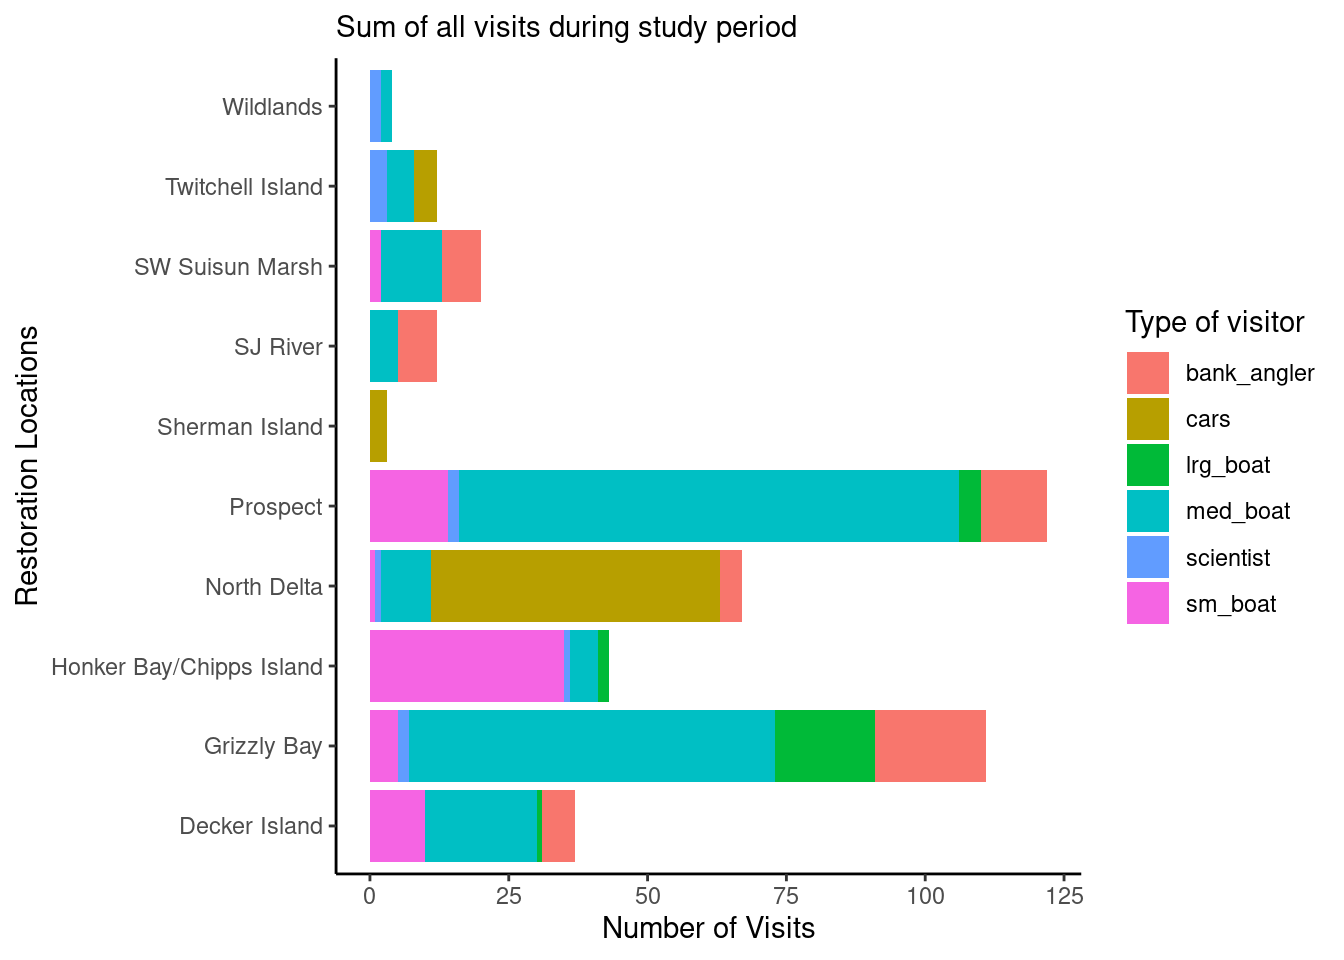 Sum of all visits during study period
Restoration Locations
Wildlands
Twitchell Island
SW Suisun Marsh
SJ River
Sherman Island
Prospect
North Delta
Honker Bay/Chipps Island
Grizzly Bay
Decker Island
0 25 50 75 100 125
Number of Visits
Type of visitor
bank_angler
cars
lrg_boat
med_boat
scientist
sm_boat